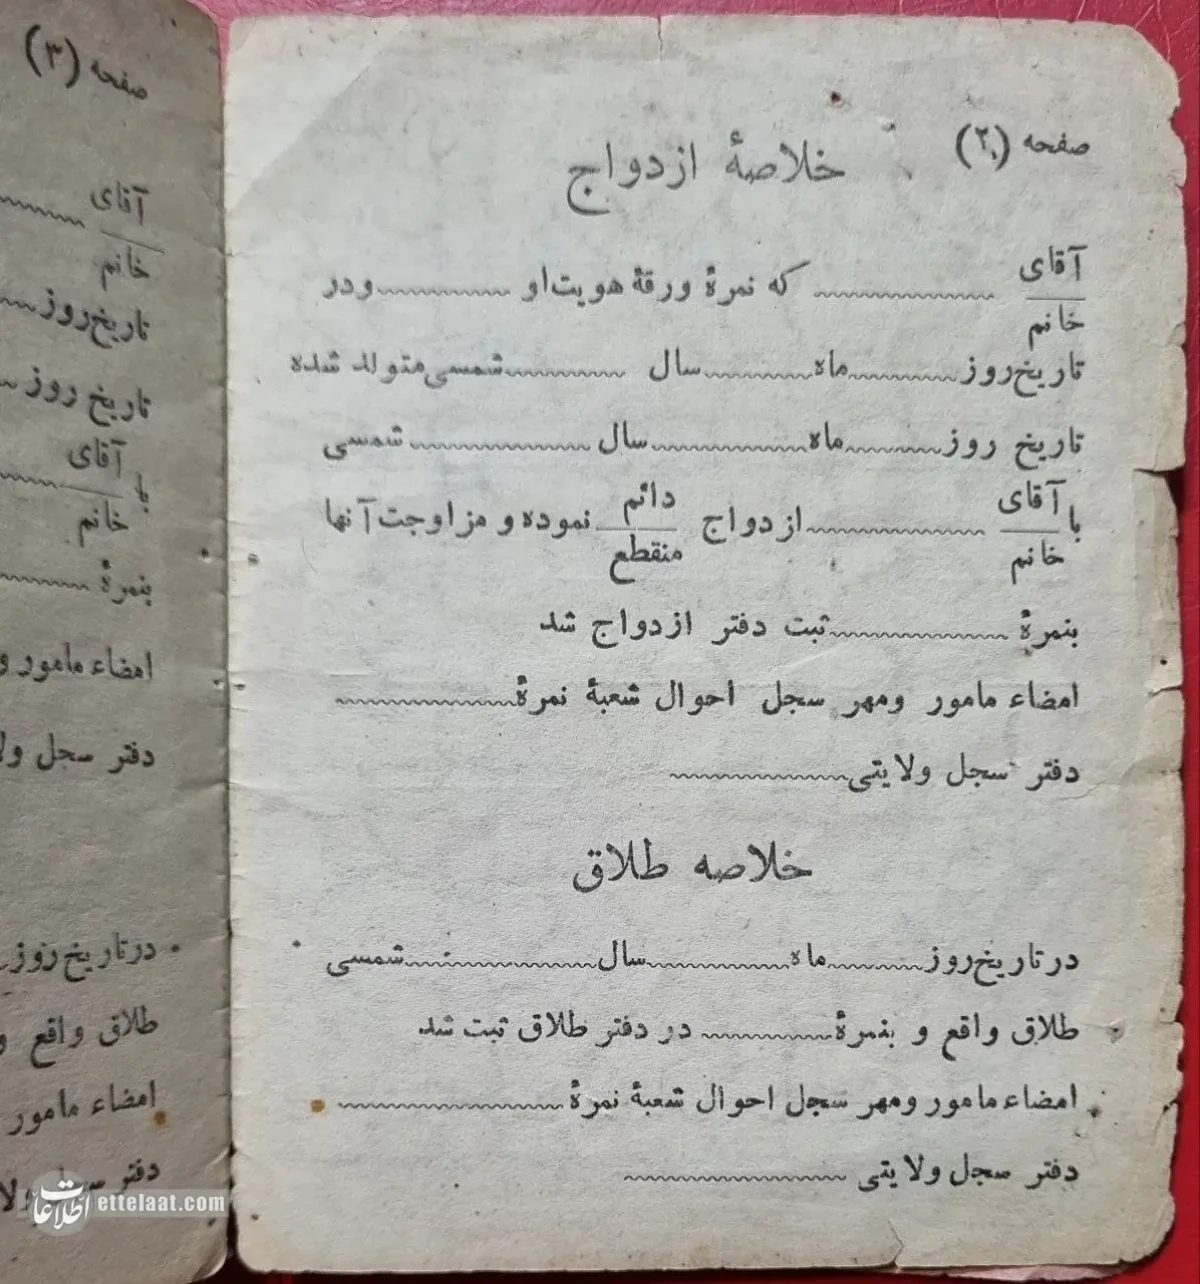 صفحه (۲)
خلاصهٔ ازدواج
آقای
خانم
که نمرهٔ ورقهٔ هویت او ودر
تاریخ روز ماه سال شمسی متولد شده
تاریخ روز ماه سال شمسی
با آقای
خانم
ازدواج دائم
منقطع
نموده و مزاوجت آنها
بنمرهٔ ثبت دفتر ازدواج شد
امضاء مامور ومهر سجل احوال شعبهٔ نمرهٔ
دفتر سجل ولایتی
خلاصه طلاق
در تاریخ روز ماه سال شمسی
طلاق واقع و بنمرهٔ در دفتر طلاق ثبت شد
امضاء مامور ومهر سجل احوال شعبهٔ نمرهٔ
دفتر سجل ولایتی
صفحه (۳)
آقای
خانم
تاریخ روز
تاریخ روز
با آقای
خانم
بنمرهٔ
امضاء مامور و
دفتر سجل ولا
در تاریخ روز
طلاق واقع و
امضاء مامور
دفتر
اطلاعات ettelaat.com